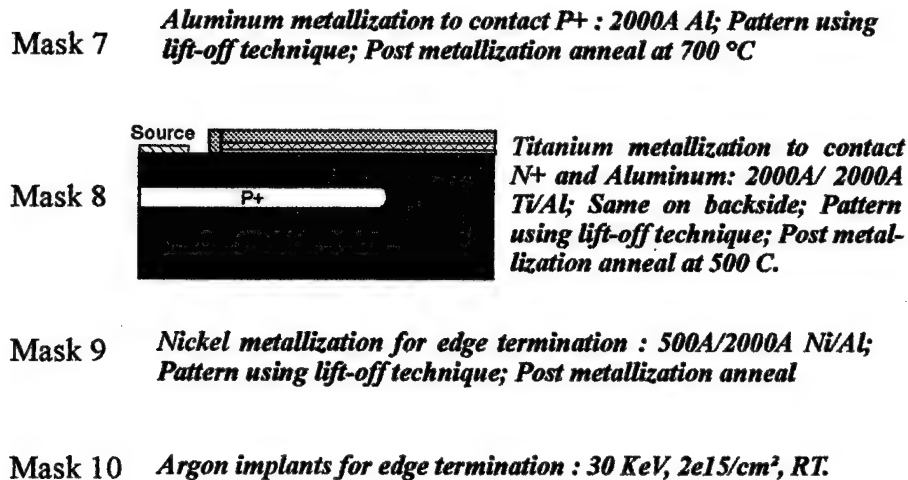 Mask 7
Aluminum metallization to contact P+ : 2000A Al; Pattern using
lift-off technique; Post metallization anneal at 700 °C
Source
P+
Mask 8
Titanium metallization to contact
N+ and Aluminum: 2000A/ 2000A
Ti/Al; Same on backside; Pattern
using lift-off technique; Post metal-
lization anneal at 500 C.
Mask 9
Nickel metallization for edge termination : 500A/2000A Ni/Al;
Pattern using lift-off technique; Post metallization anneal
Mask 10
Argon implants for edge termination : 30 KeV, 2e15/cm², RT.